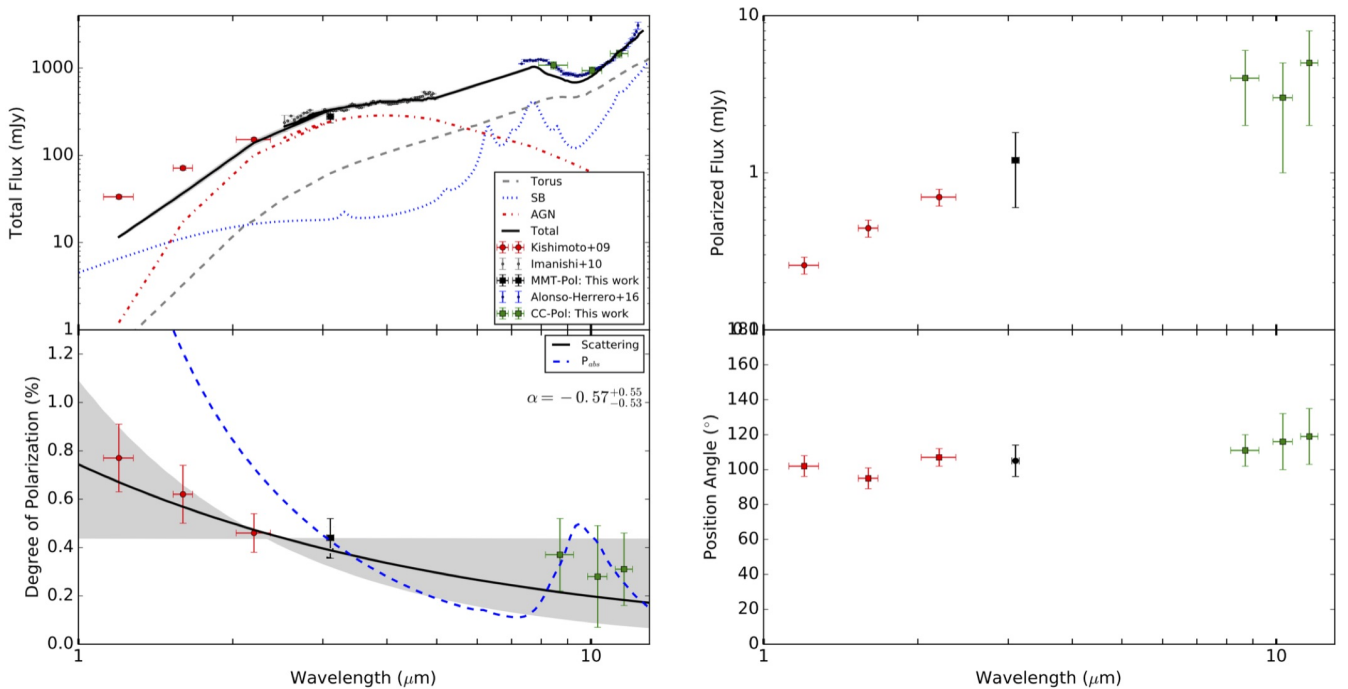 Total Flux (mJy)
1000
100
10
1
Torus
SB
AGN
Total
Kishimoto+09
Imanishi+10
MMT-Pol: This work
Alonso-Herrero+16
CC-Pol: This work
Degree of Polarization (%)
1.2
1.0
0.8
0.6
0.4
0.2
0.0
Scattering
P_abs
α = −0.57 +0.55 −0.53
1
10
Wavelength (μm)
Polarized Flux (mJy)
10
1
0.1
180
Position Angle (°)
160
140
120
100
80
60
40
20
0
1
10
Wavelength (μm)